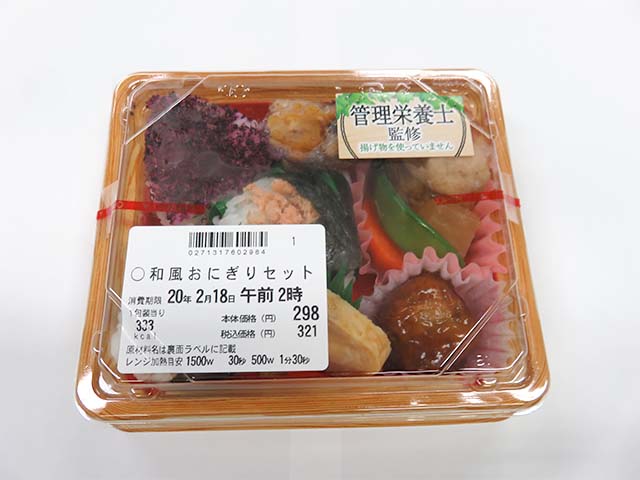 管理栄養士
監修
揚げ物を使っていません
0271317602984 1
○和風おにぎりセット
消費期限 20年 2月18日 午前 2時
1包装当り
333
kcal
本体価格(円) 298
税込価格(円) 321
原材料名は裏面ラベルに記載
レンジ加熱目安 1500W 30秒 500W 1分30秒